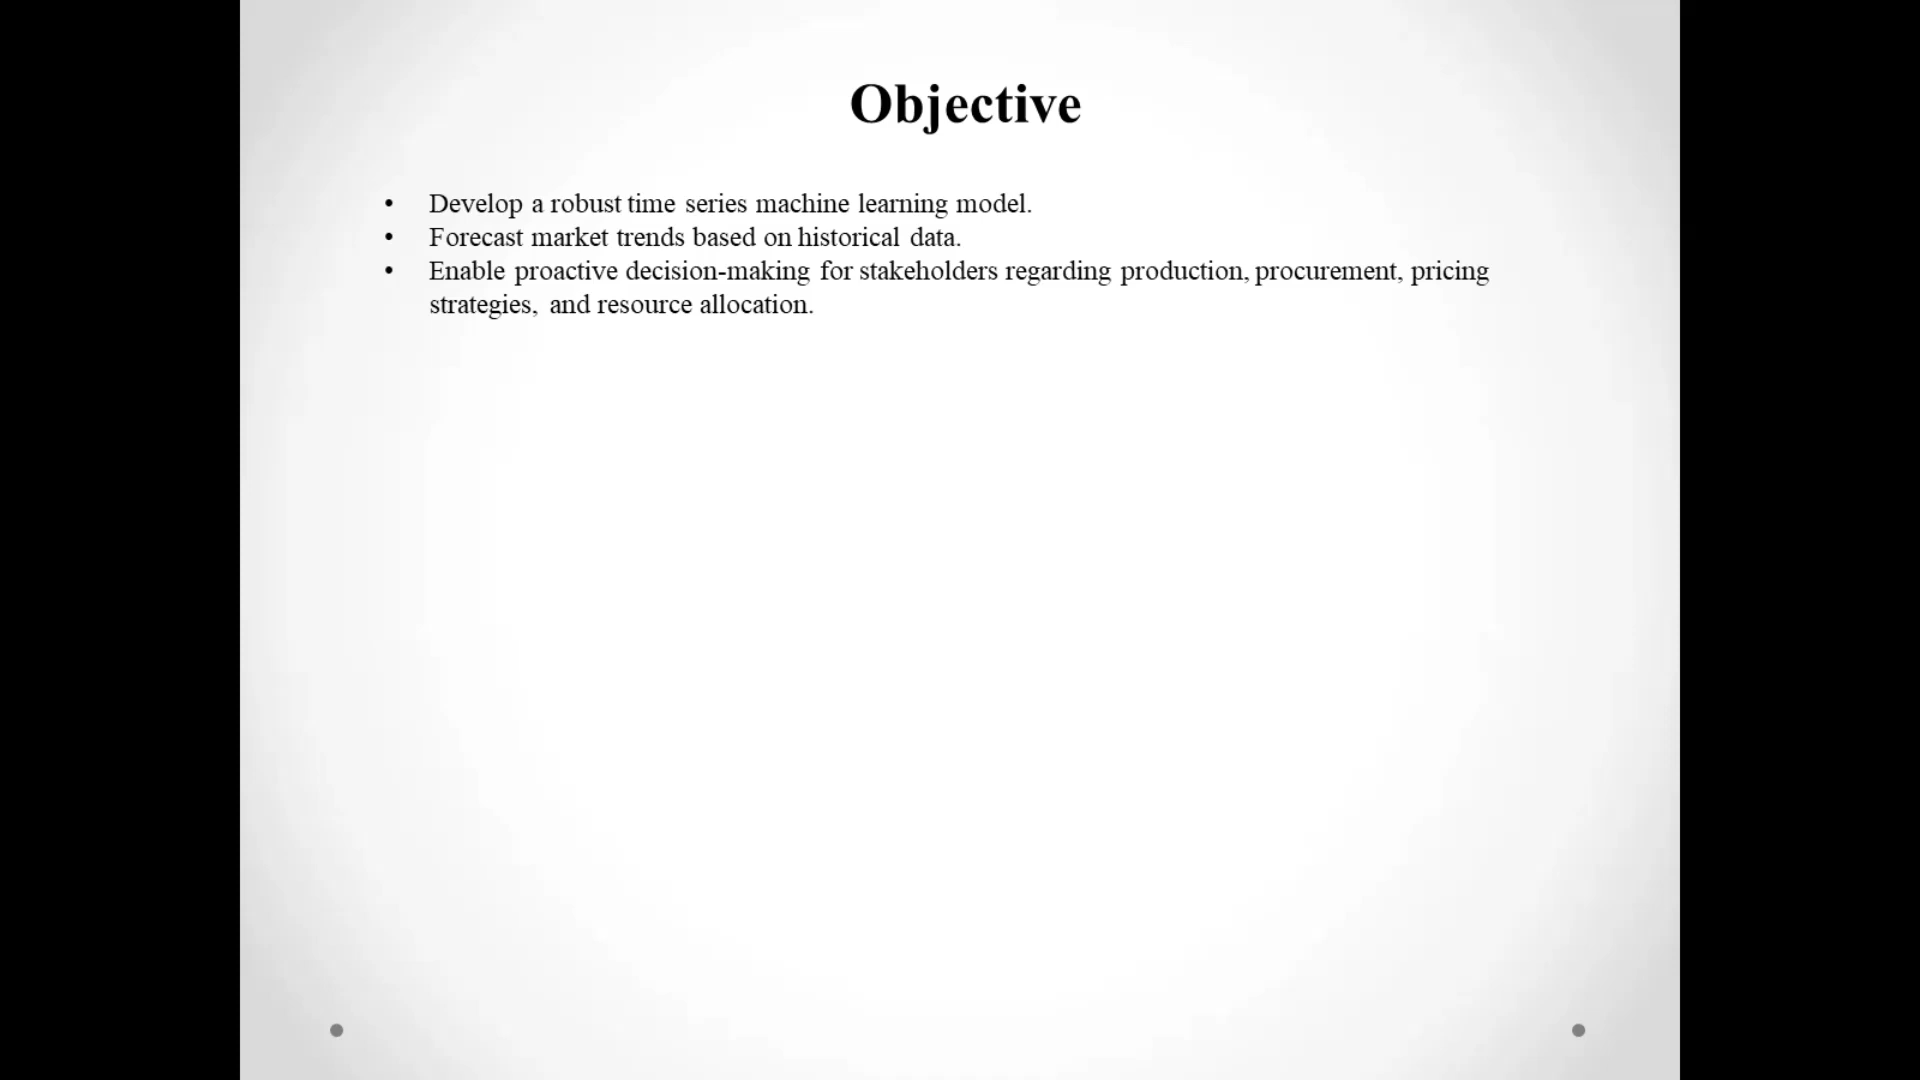 Objective
• Develop a robust time series machine learning model.
• Forecast market trends based on historical data.
• Enable proactive decision-making for stakeholders regarding production, procurement, pricing
strategies, and resource allocation.